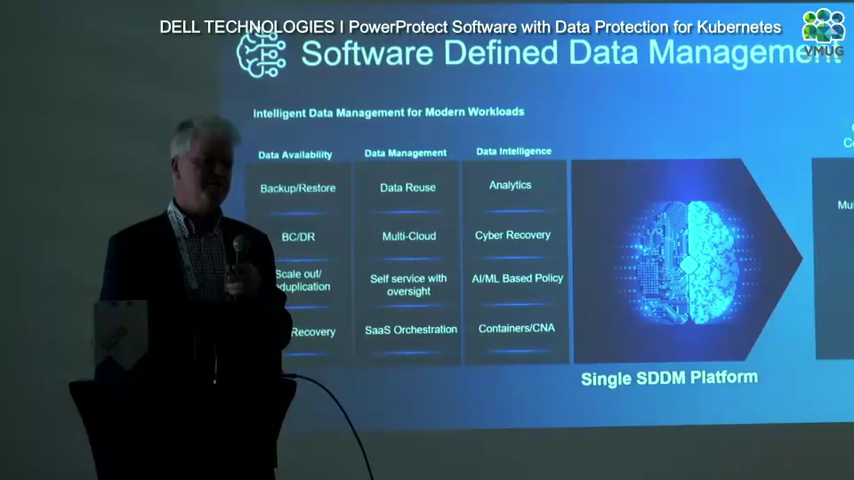 DELL TECHNOLOGIES I PowerProtect Software with Data Protection for Kubernetes
VMUG
Software Defined Data Management
Intelligent Data Management for Modern Workloads
Data Availability
Backup/Restore
BC/DR
Scale out/
Recovery
Data Management
Data Reuse
Multi-Cloud
Self service with
oversight
SaaS Orchestration
Data Intelligence
Analytics
Cyber Recovery
AI/ML Based Policy
Containers/CNA
Single SDDM Platform